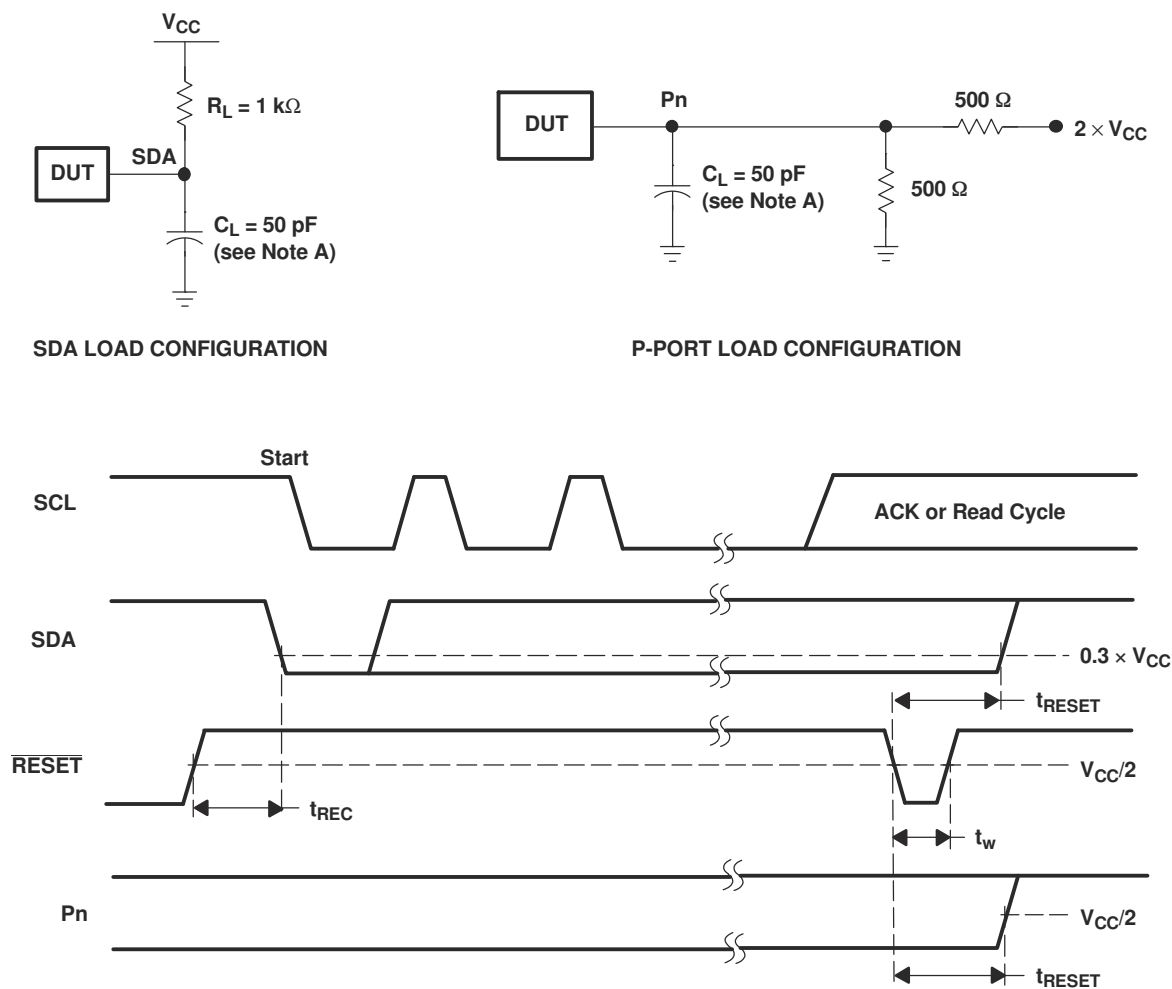 VCC
RL = 1 kΩ
DUT
SDA
CL = 50 pF
(see Note A)
SDA LOAD CONFIGURATION
DUT
Pn
500 Ω
2 × VCC
CL = 50 pF
(see Note A)
500 Ω
P-PORT LOAD CONFIGURATION
Start
SCL
ACK or Read Cycle
SDA
0.3 × VCC
tRESET
RESET
VCC/2
tREC
tw
Pn
VCC/2
tRESET